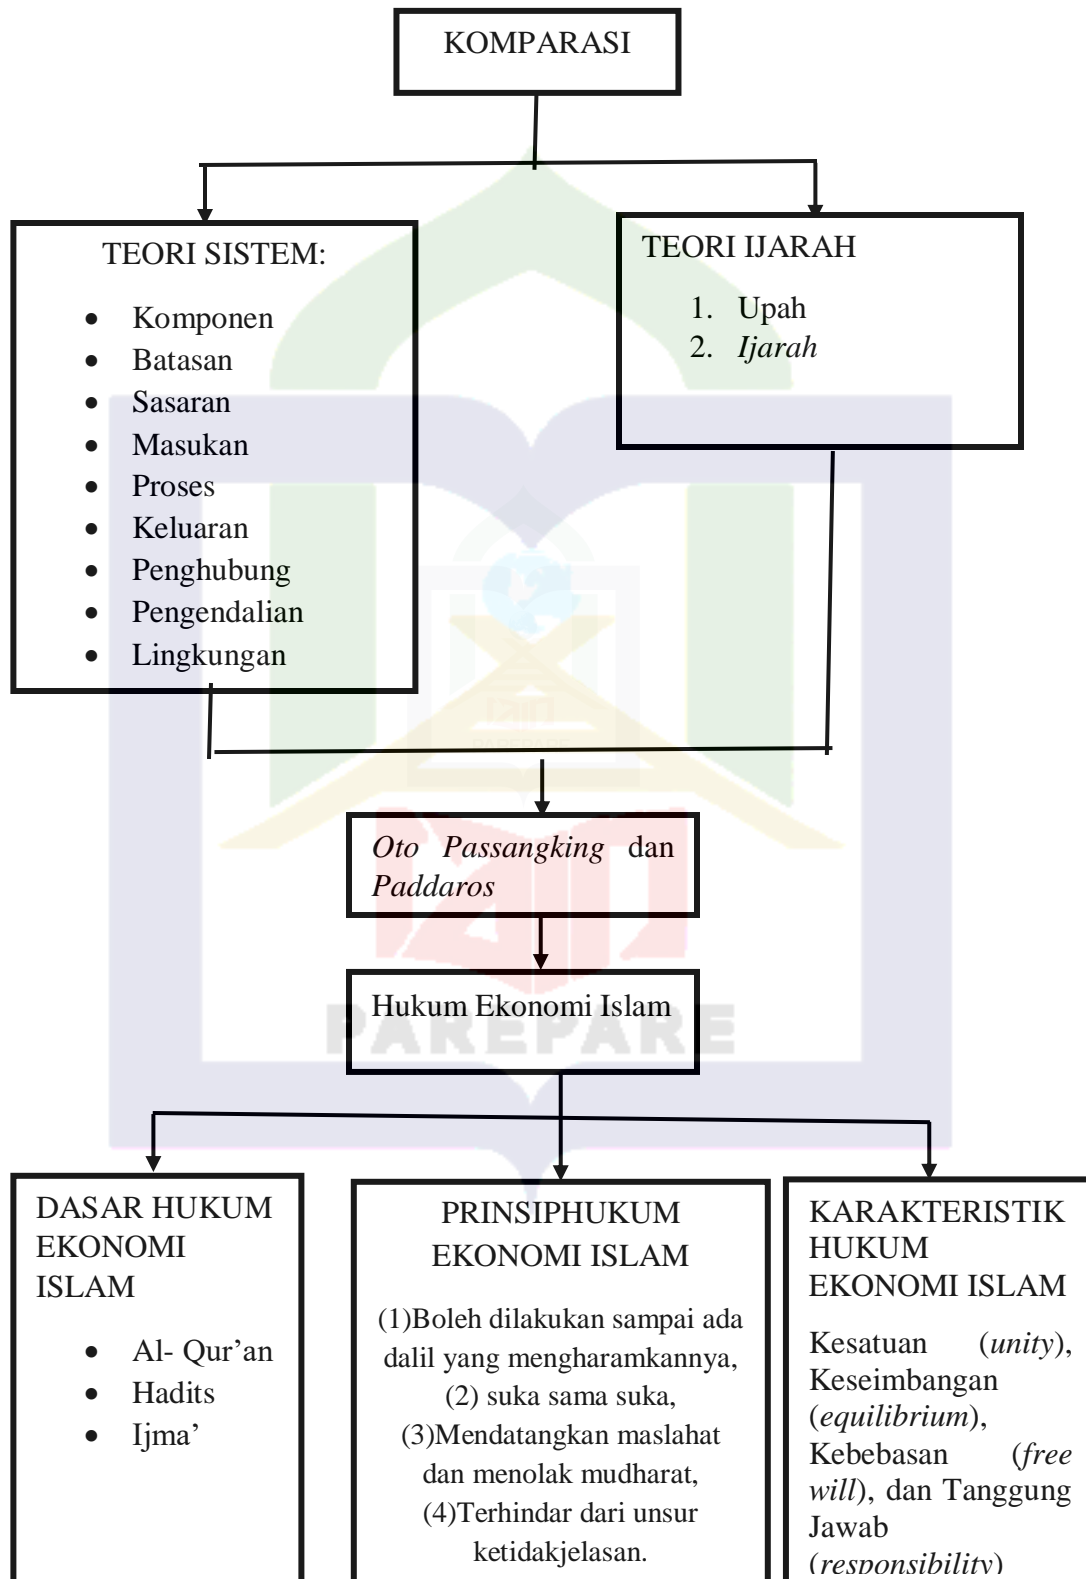 KOMPARASI
TEORI SISTEM:
• Komponen
• Batasan
• Sasaran
• Masukan
• Proses
• Keluaran
• Penghubung
• Pengendalian
• Lingkungan
TEORI IJARAH
1. Upah
2. Ijarah
Oto Passangking dan
Paddaros
Hukum Ekonomi Islam
PAREPARE
DASAR HUKUM
EKONOMI
ISLAM
• Al- Qur’an
• Hadits
• Ijma’
PRINSIPHUKUM
EKONOMI ISLAM
(1)Boleh dilakukan sampai ada
dalil yang mengharamkannya,
(2) suka sama suka,
(3)Mendatangkan maslahat
dan menolak mudharat,
(4)Terhindar dari unsur
ketidakjelasan.
KARAKTERISTIK
HUKUM
EKONOMI ISLAM
Kesatuan (unity),
Keseimbangan
(equilibrium),
Kebebasan (free
will), dan Tanggung
Jawab
(responsibility)